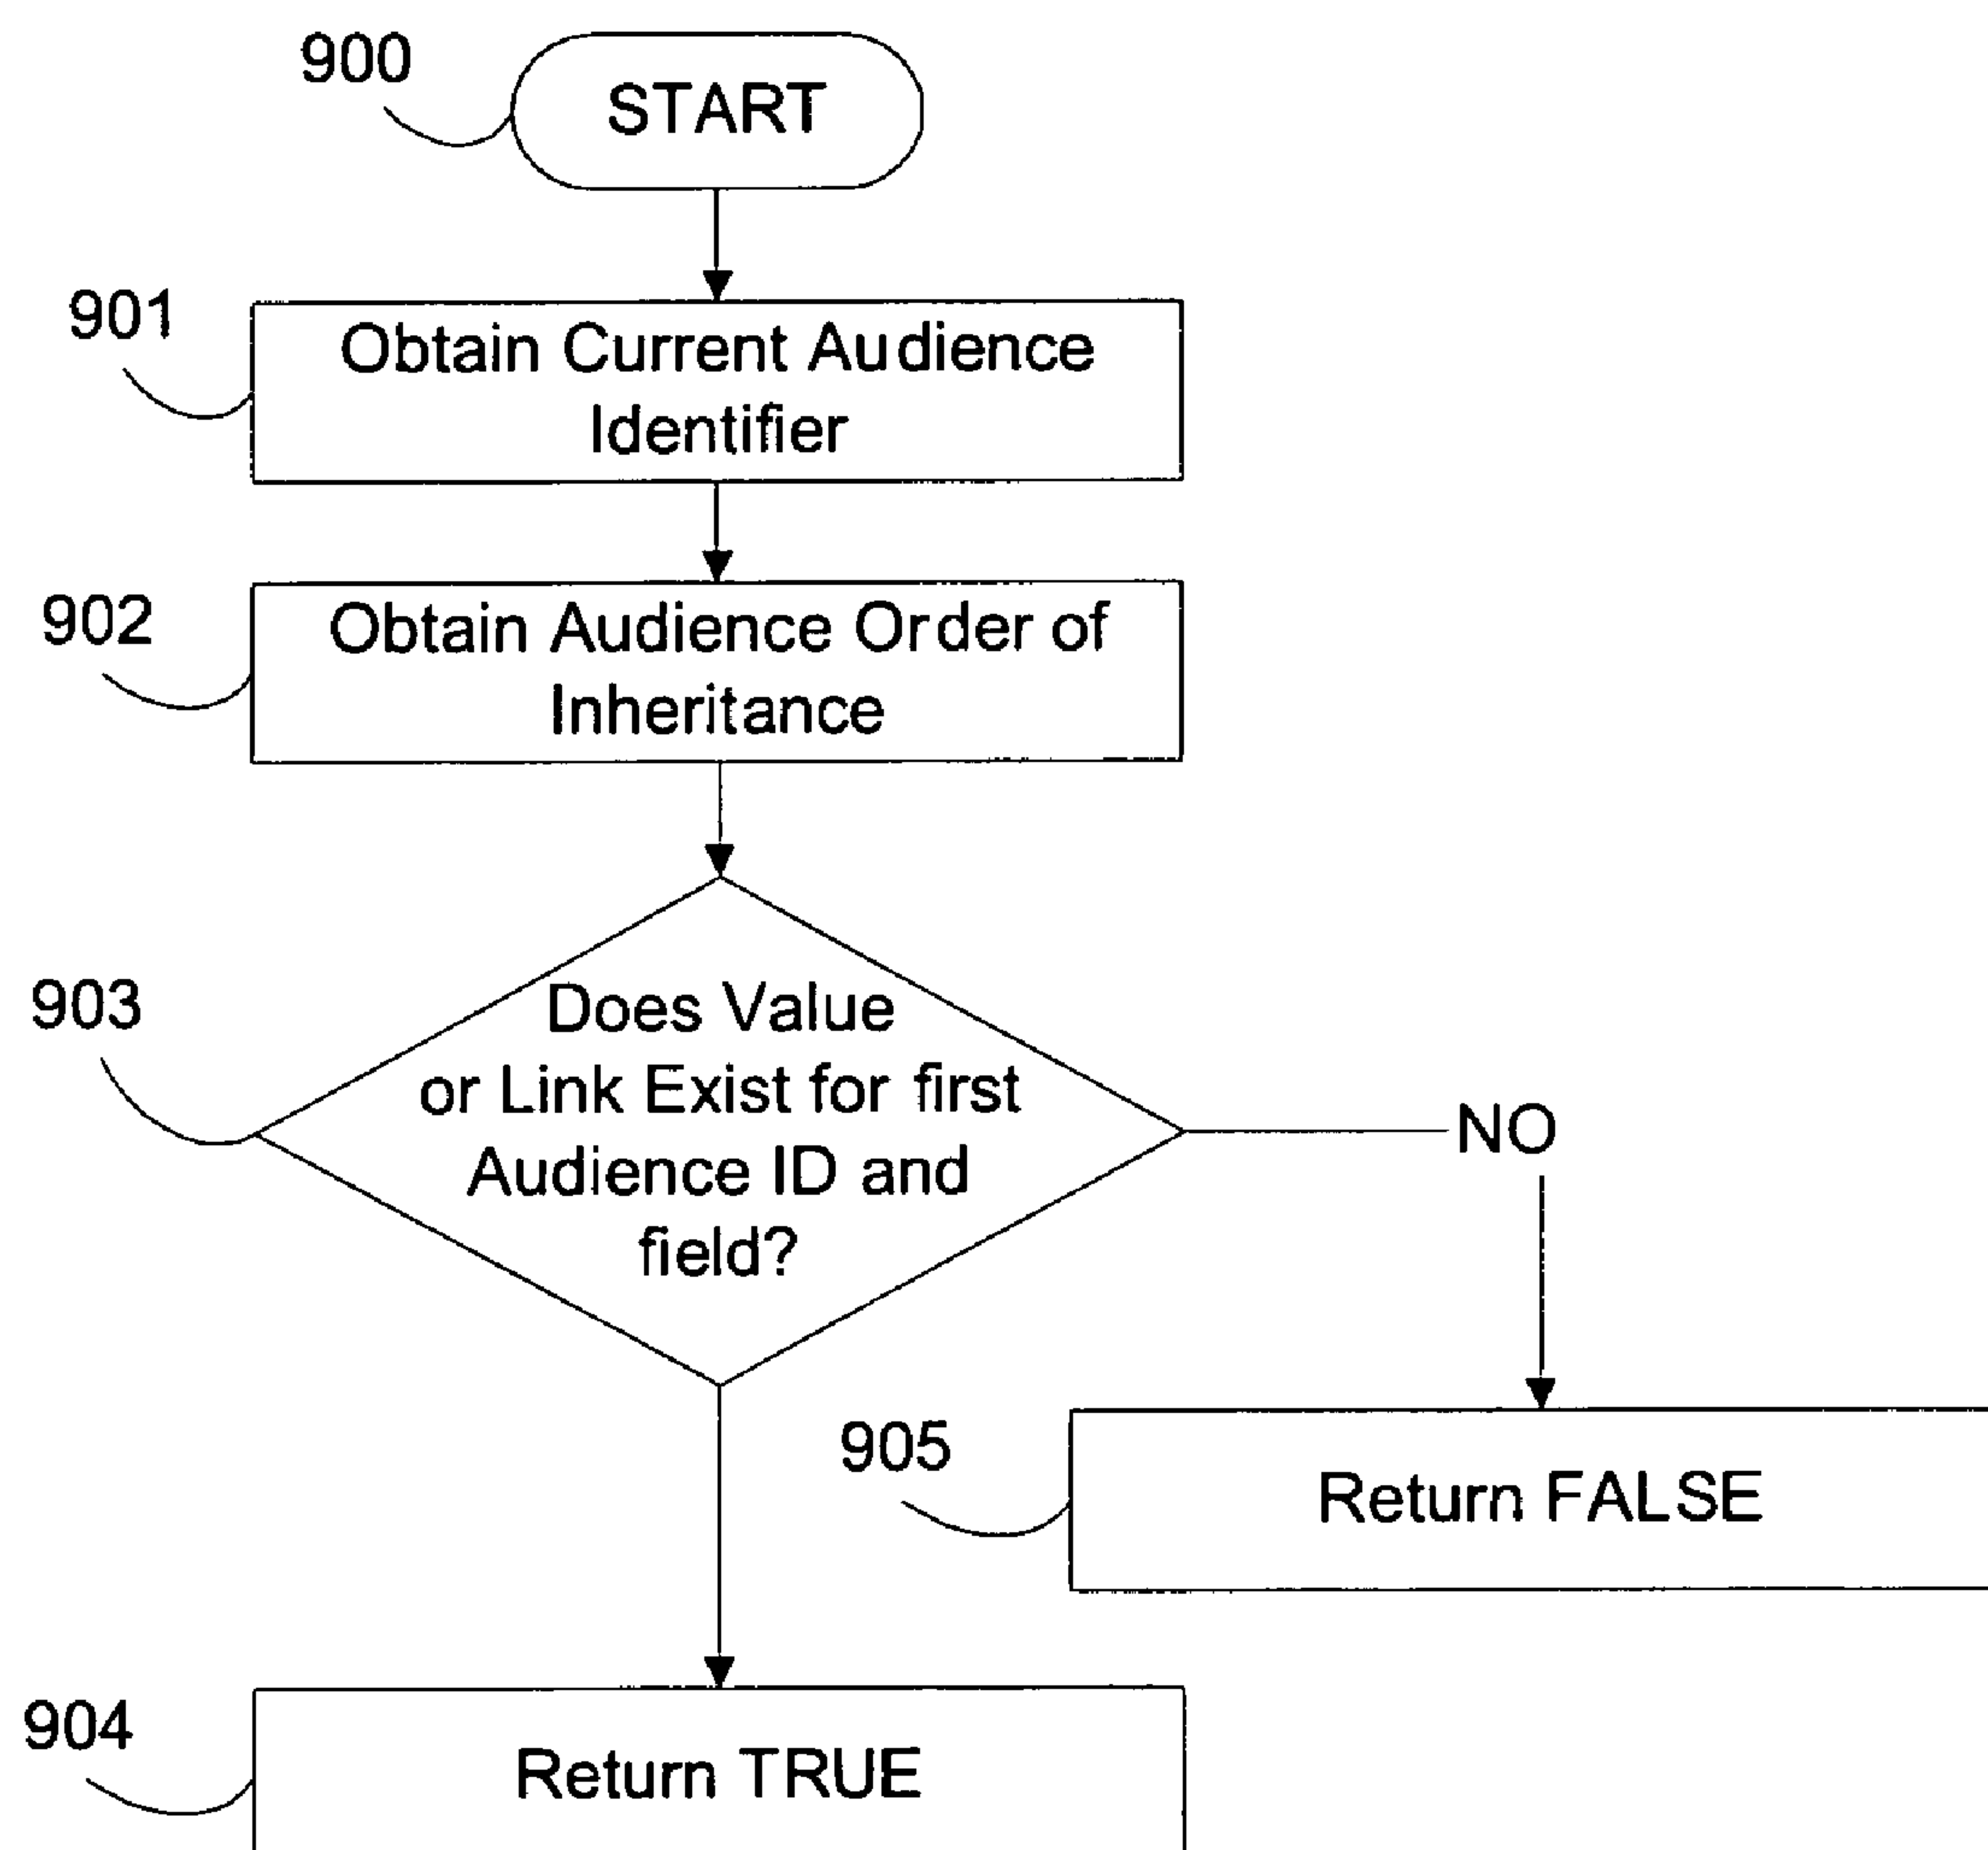 900
START
901
Obtain Current Audience
Identifier
902
Obtain Audience Order of
Inheritance
903
Does Value
or Link Exist for first
Audience ID and
field?
NO
905
Return FALSE
904
Return TRUE